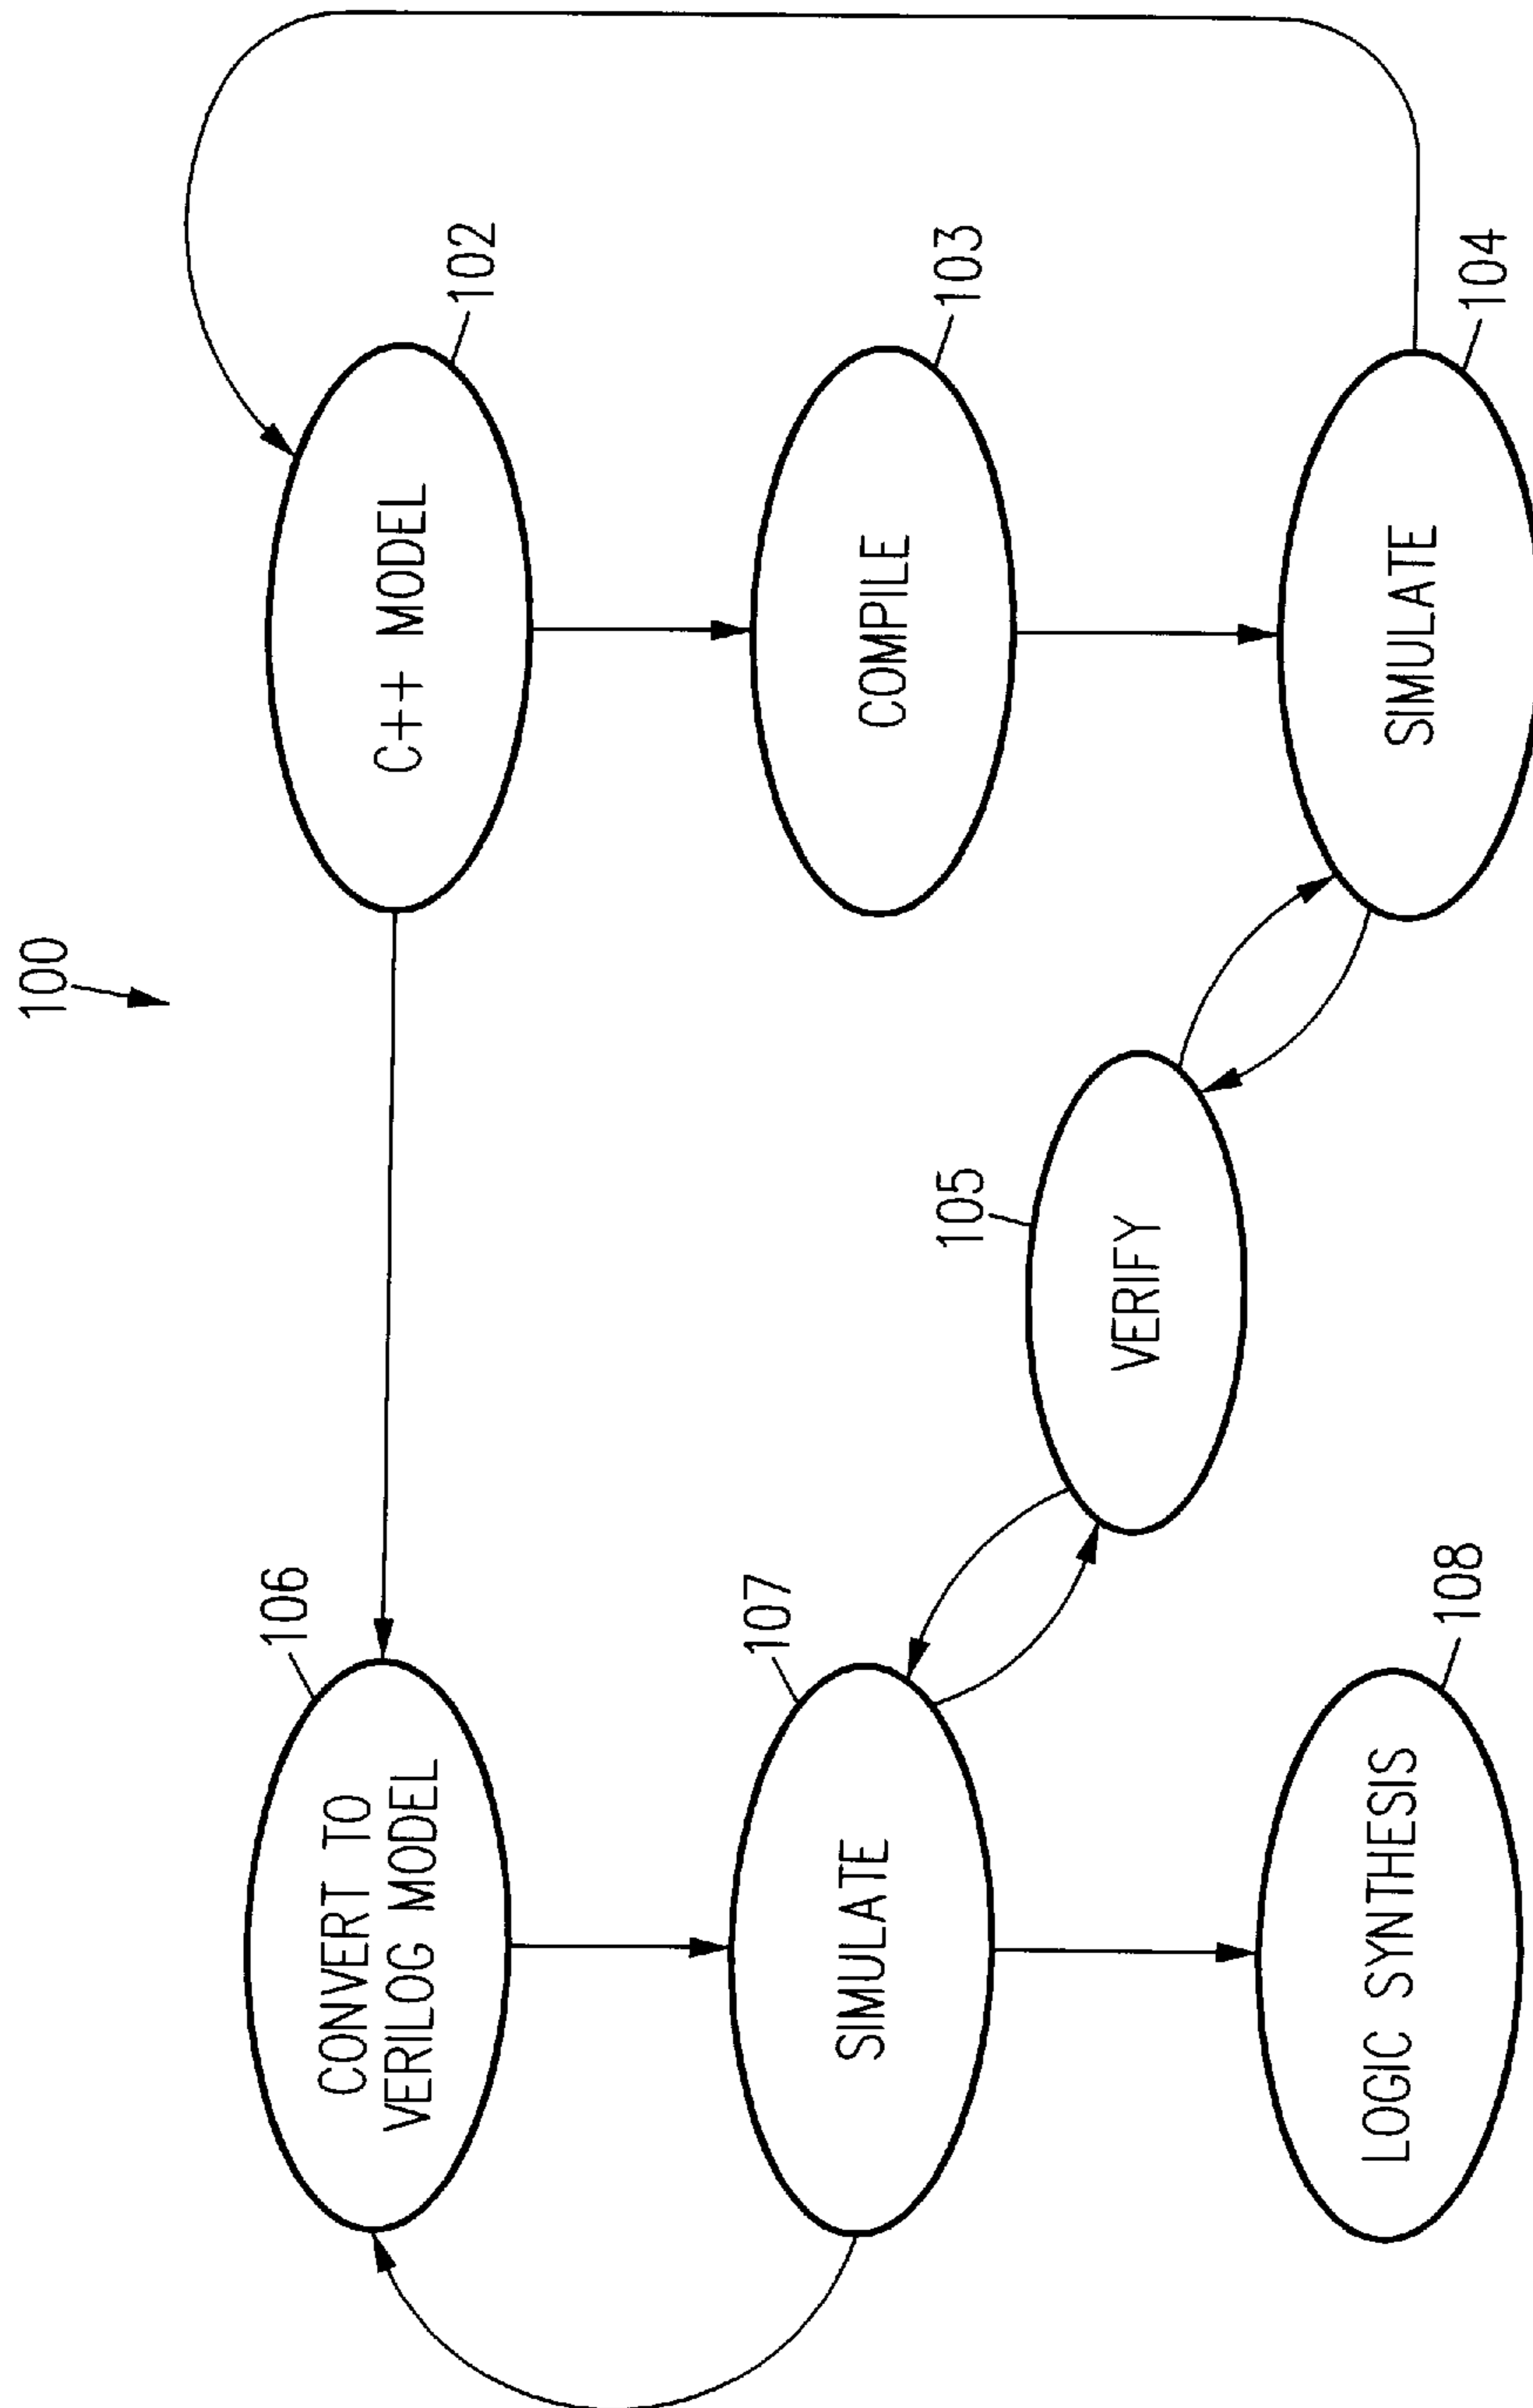 100
C++ MODEL
102
COMPILE
103
SIMULATE
104
VERIFY
105
CONVERT TO
VERILOG MODEL
106
SIMULATE
107
LOGIC SYNTHESIS
108